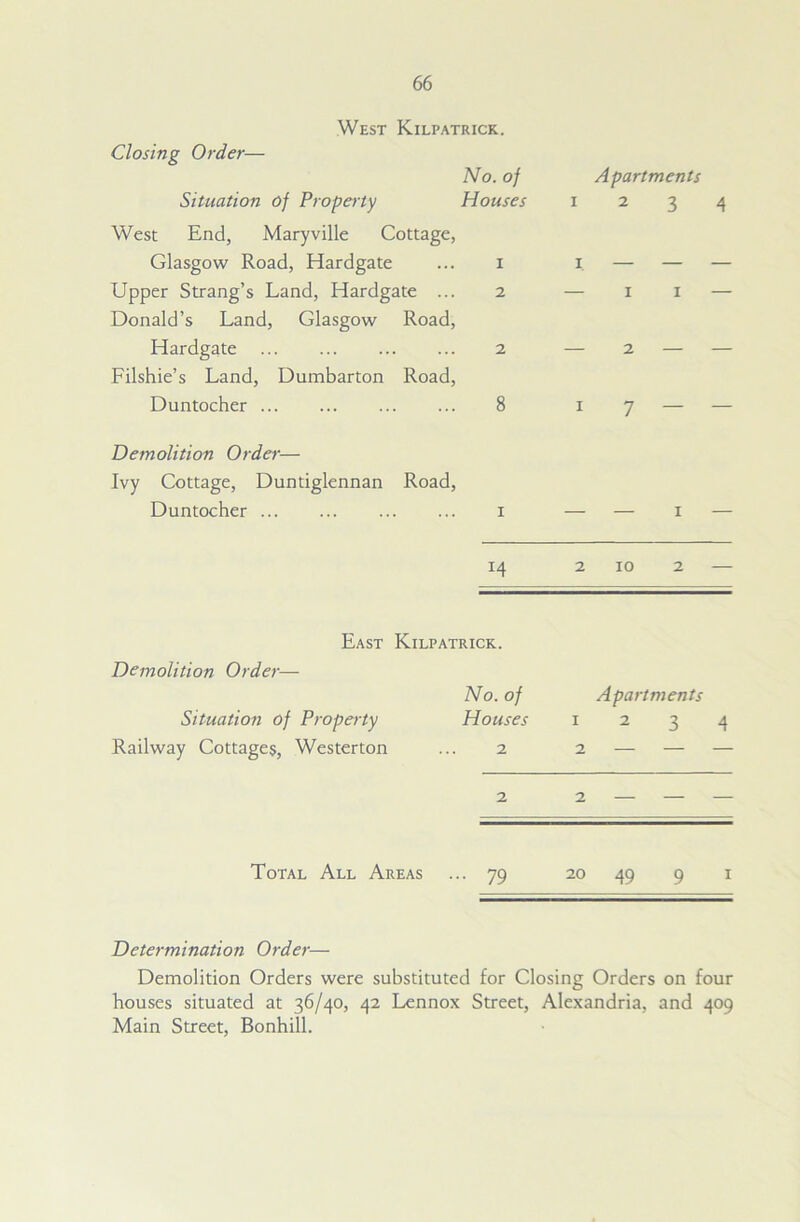 66
West Kilpatrick.
Closing Order—
No. of Apartments
Situation of Property Houses 1 2 3 4
West End, Maryville Cottage,
Glasgow Road, Hardgate ... 1 1 — — —
Upper Strang's Land, Hardgate ... 2 — 1 1 —
Donald's Land, Glasgow Road,
Hardgate ... ... ... ... 2 — 2 — —
Filshie's Land, Dumbarton Road,
Duntocher ... ... ... ... 8 1 7 — —
Demolition Order—
Ivy Cottage, Duntiglennan Road,
Duntocher ... ... ... ... 1 — — 1 —
14 2 10 2 —
East Kilpatrick.
Demolition Order—
No. of Apartments
Situation of Property Houses 1 2 3 4
Railway Cottages, Westerton ... 2 2 — — —
2 2 — — —
Total All Areas ... 79 20 49 9 1
Determination Order—
Demolition Orders were substituted for Closing Orders on four
houses situated at 36/40, 42 Lennox Street, Alexandria, and 409
Main Street, Bonhill.